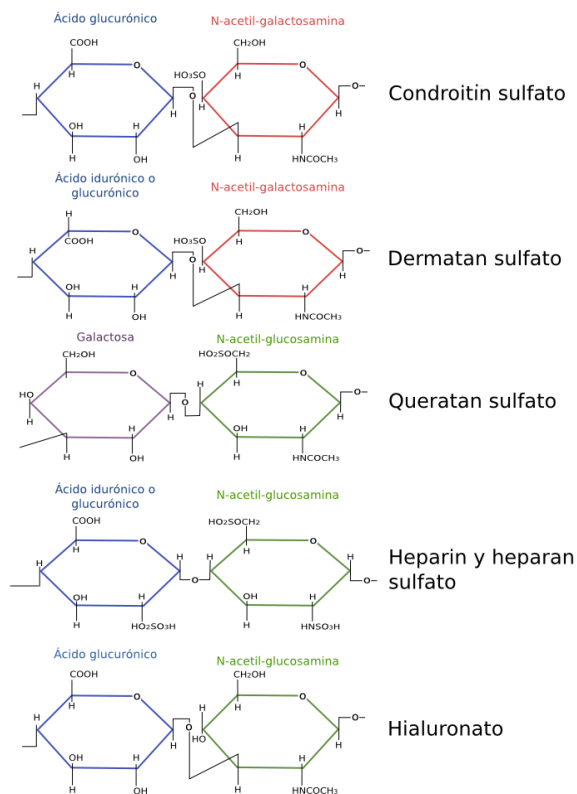 Ácido glucurónico
N-acetil-galactosamina
COOH
CH₂OH
H
O
H
O
H
O
HO₃SO
H
H
O
H
OH
H
H
H
OH
H
HNCOCH₃
Condroitín sulfato
Ácido idurónico o
glucurónico
N-acetil-galactosamina
H
COOH
O
CH₂OH
H
O
H
O
HO₃SO
H
H
O
H
OH
H
H
OH
H
H
H
HNCOCH₃
Dermatan sulfato
Galactosa
N-acetil-glucosamina
CH₂OH
O
HO₂SOCH₂
H
O
HO
H
H
O
H
H
O
H
H
OH
OH
H
H
HNCOCH₃
Queratan sulfato
Ácido idurónico o
glucurónico
N-acetil-glucosamina
COOH
H
O
HO₂SOCH₂
H
O
H
H
O
H
H
O
OH
H
H
HO₂SO₃H
OH
H
H
HNSO₃H
Heparin y heparan
sulfato
Ácido glucurónico
N-acetil-glucosamina
COOH
H
O
CH₂OH
H
O
H
H
O
H
HO
H
O
OH
H
H
OH
H
H
H
HNCOCH₃
Hialuronato